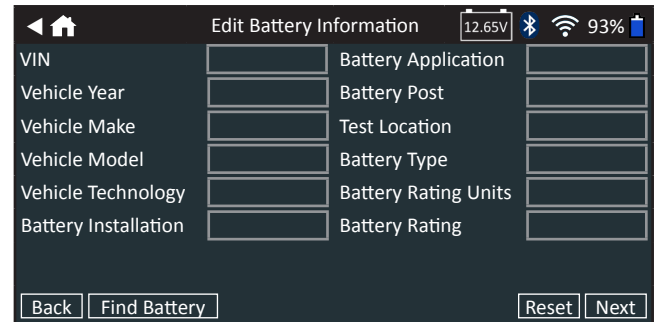 Edit Battery Information 12.65V 93%
VIN Battery Application
Vehicle Year Battery Post
Vehicle Make Test Location
Vehicle Model Battery Type
Vehicle Technology Battery Rating Units
Battery Installation Battery Rating
Back Find Battery Reset Next